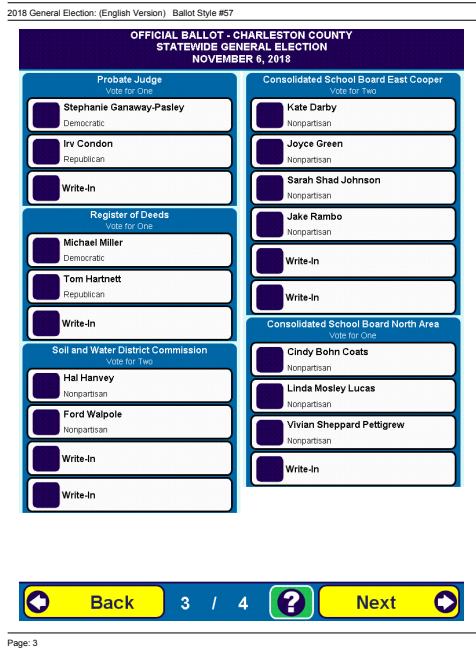 2018 General Election: (English Version)   Ballot Style #57
OFFICIAL BALLOT - CHARLESTON COUNTY
STATEWIDE GENERAL ELECTION
NOVEMBER 6, 2018
Probate Judge
Vote for One
Stephanie Ganaway-Pasley
Democratic
Irv Condon
Republican
Write-In
Register of Deeds
Vote for One
Michael Miller
Democratic
Tom Hartnett
Republican
Write-In
Soil and Water District Commission
Vote for Two
Hal Hanvey
Nonpartisan
Ford Walpole
Nonpartisan
Write-In
Write-In
Consolidated School Board East Cooper
Vote for Two
Kate Darby
Nonpartisan
Joyce Green
Nonpartisan
Sarah Shad Johnson
Nonpartisan
Jake Rambo
Nonpartisan
Write-In
Write-In
Consolidated School Board North Area
Vote for One
Cindy Bohn Coats
Nonpartisan
Linda Mosley Lucas
Nonpartisan
Vivian Sheppard Pettigrew
Nonpartisan
Write-In
Back 3 / 4 ? Next
Page: 3